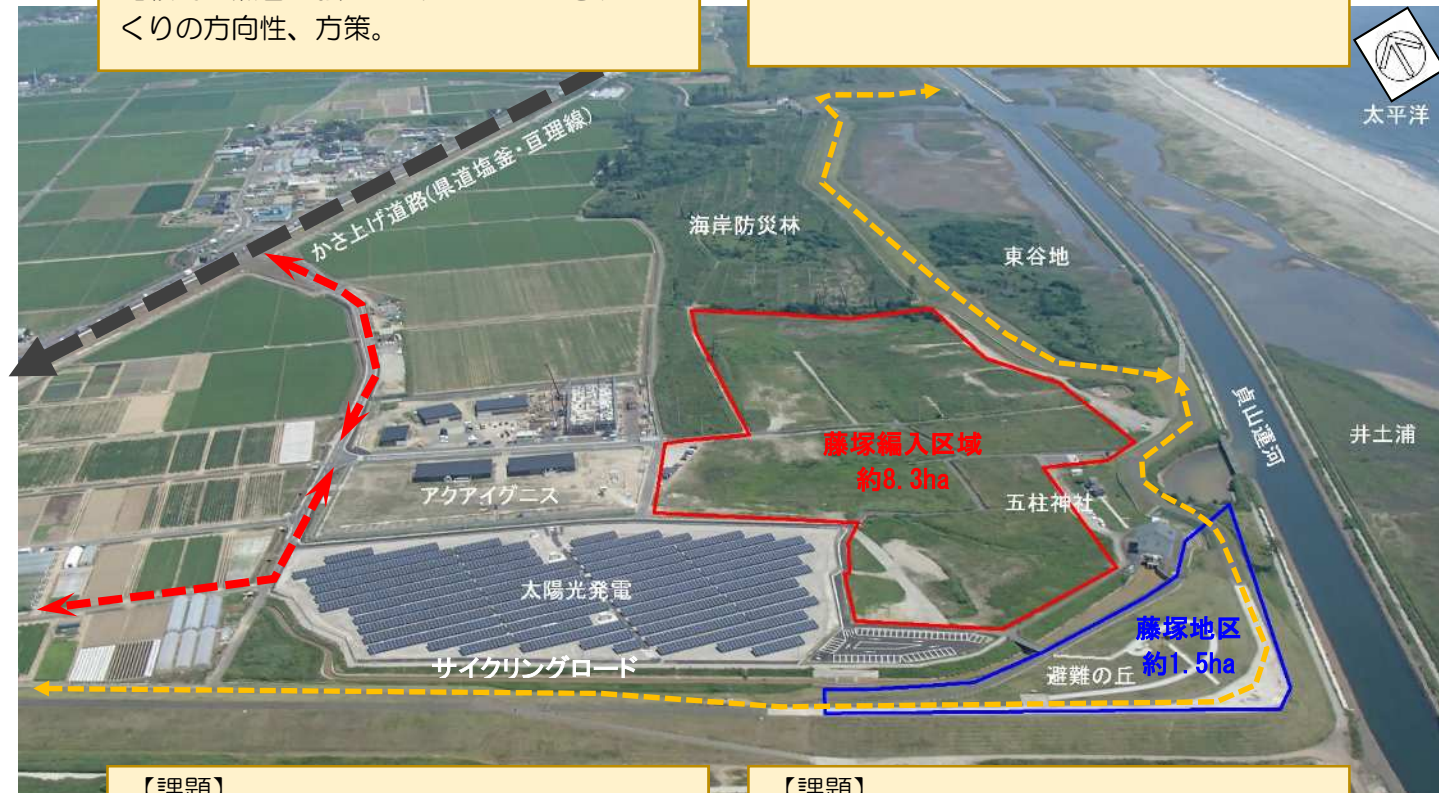 くりの方向性、方策。
太平洋
かさ上げ道路(県道塩釜・亘理線)
海岸防災林
東谷地
貞山運河
井土浦
藤塚編入区域
約8.3ha
五柱神社
アクアイグニス
太陽光発電
藤塚地区
約1.5ha
避難の丘
サイクリングロード
【課題】
【課題】